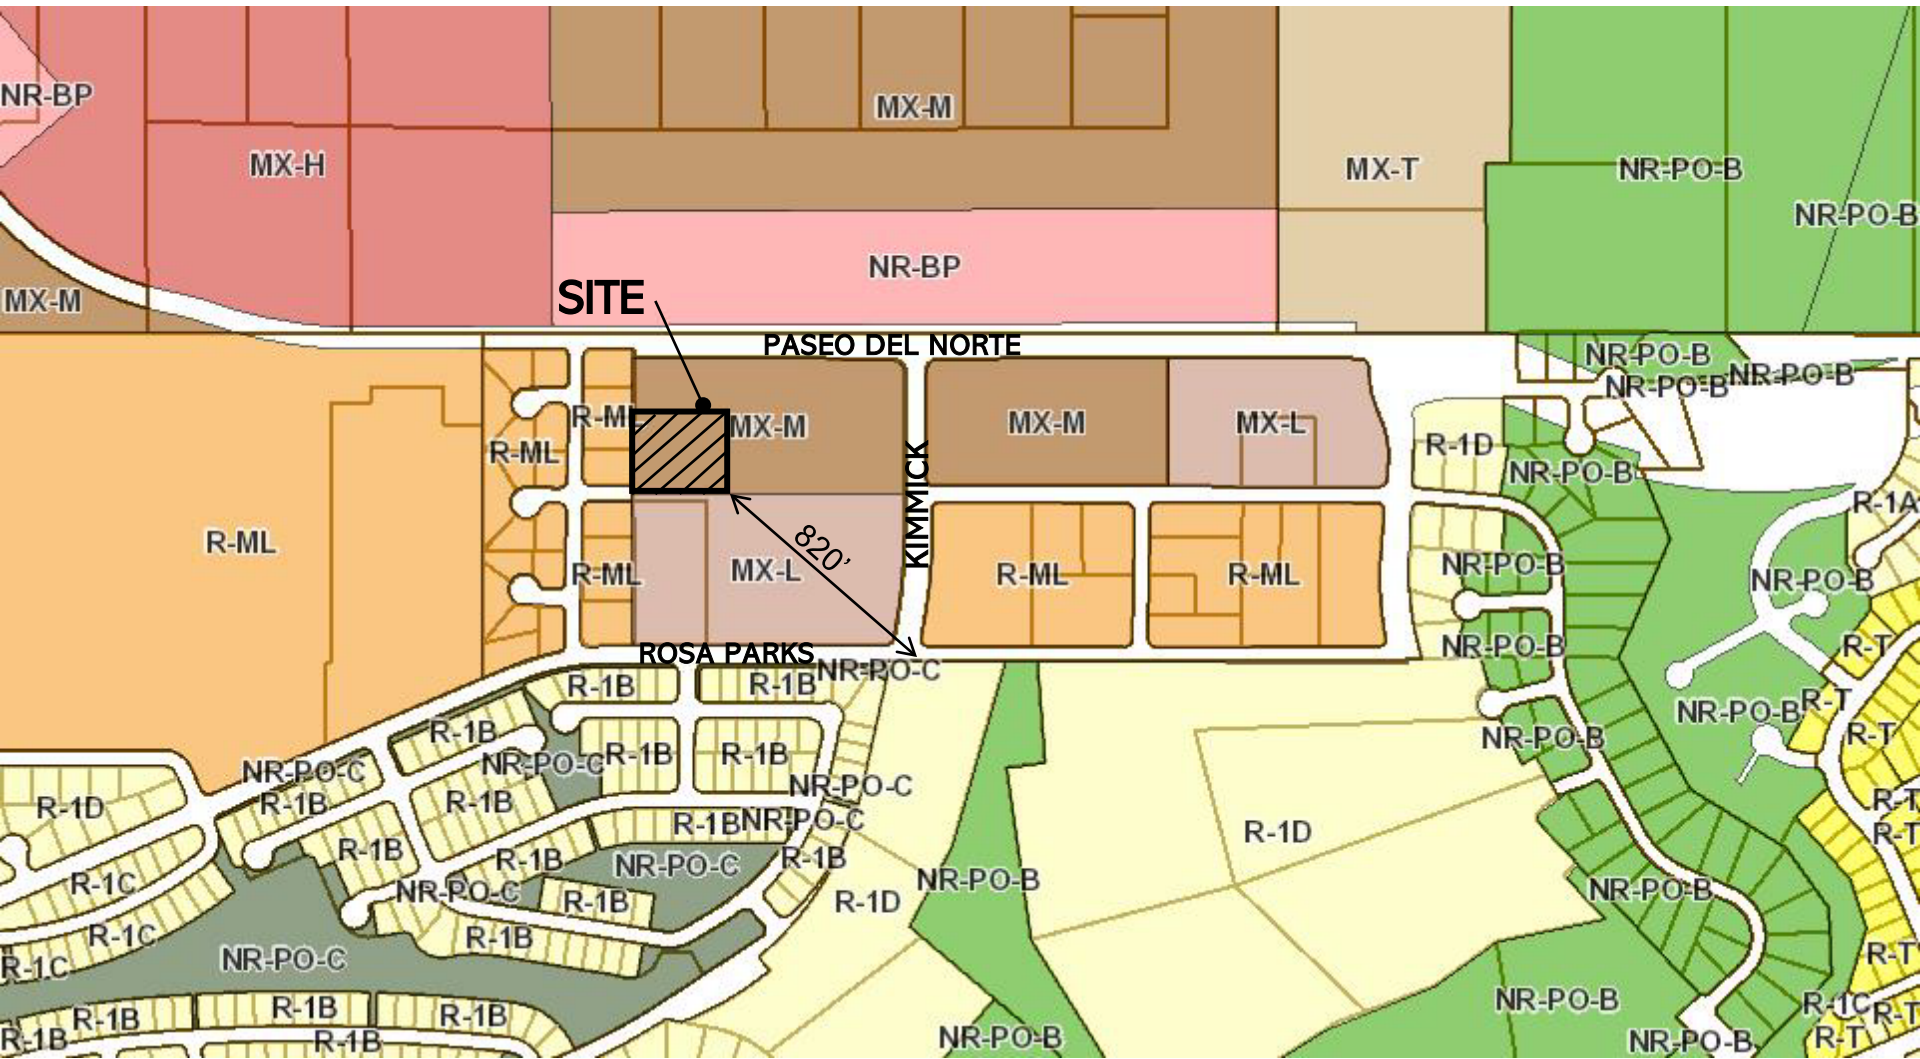 NR-BP
MX-M
MX-H
MX-T
NR-PO-B
NR-PO-B
NR-BP
MX-M
SITE
PASEO DEL NORTE
NR-PO-B
NR-PO-B
NR-PO-B
R-ML
MX-M
MX-M
MX-L
R-1D
R-ML
NR-PO-B
KIMMICK
R-1A
R-ML
820'
R-ML
MX-L
R-ML
R-ML
NR-PO-B
NR-PO-B
ROSA PARKS
NR-PO-C
NR-PO-B
R-T
R-1B
R-1B
R-T
NR-PO-B
R-1B
NR-PO-B
R-T
NR-PO-C
NR-PO-C
R-1B
R-1B
NR-PO-C
R-1D
R-1B
R-1B
R-T
R-1B
NR-PO-C
R-1D
R-T
R-1B
R-1B
NR-PO-C
R-1B
R-1C
NR-PO-C
NR-PO-B
NR-PO-B
R-1B
R-1D
R-1C
R-1B
NR-PO-C
R-T
R-1C
NR-PO-B
R-1B
R-1B
R-1B
R-1C
R-T
R-1B
R-1B
NR-PO-B
NR-PO-B
R-T